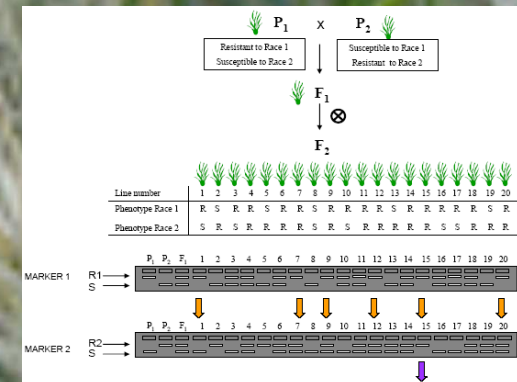 P1 X P2
Resistant to Race 1
Susceptible to Race 2
Susceptible to Race 1
Resistant to Race 2
F1
F2
Line number 1 2 3 4 5 6 7 8 9 10 11 12 13 14 15 16 17 18 19 20
Phenotype Race 1
Phenotype Race 2
P1 P2 F1 1 2 3 4 5 6 7 8 9 10 11 12 13 14 15 16 17 18 19 20
MARKER 1 R1
S
P1 P2 F1 1 2 3 4 5 6 7 8 9 10 11 12 13 14 15 16 17 18 19 20
MARKER 2 R2
S